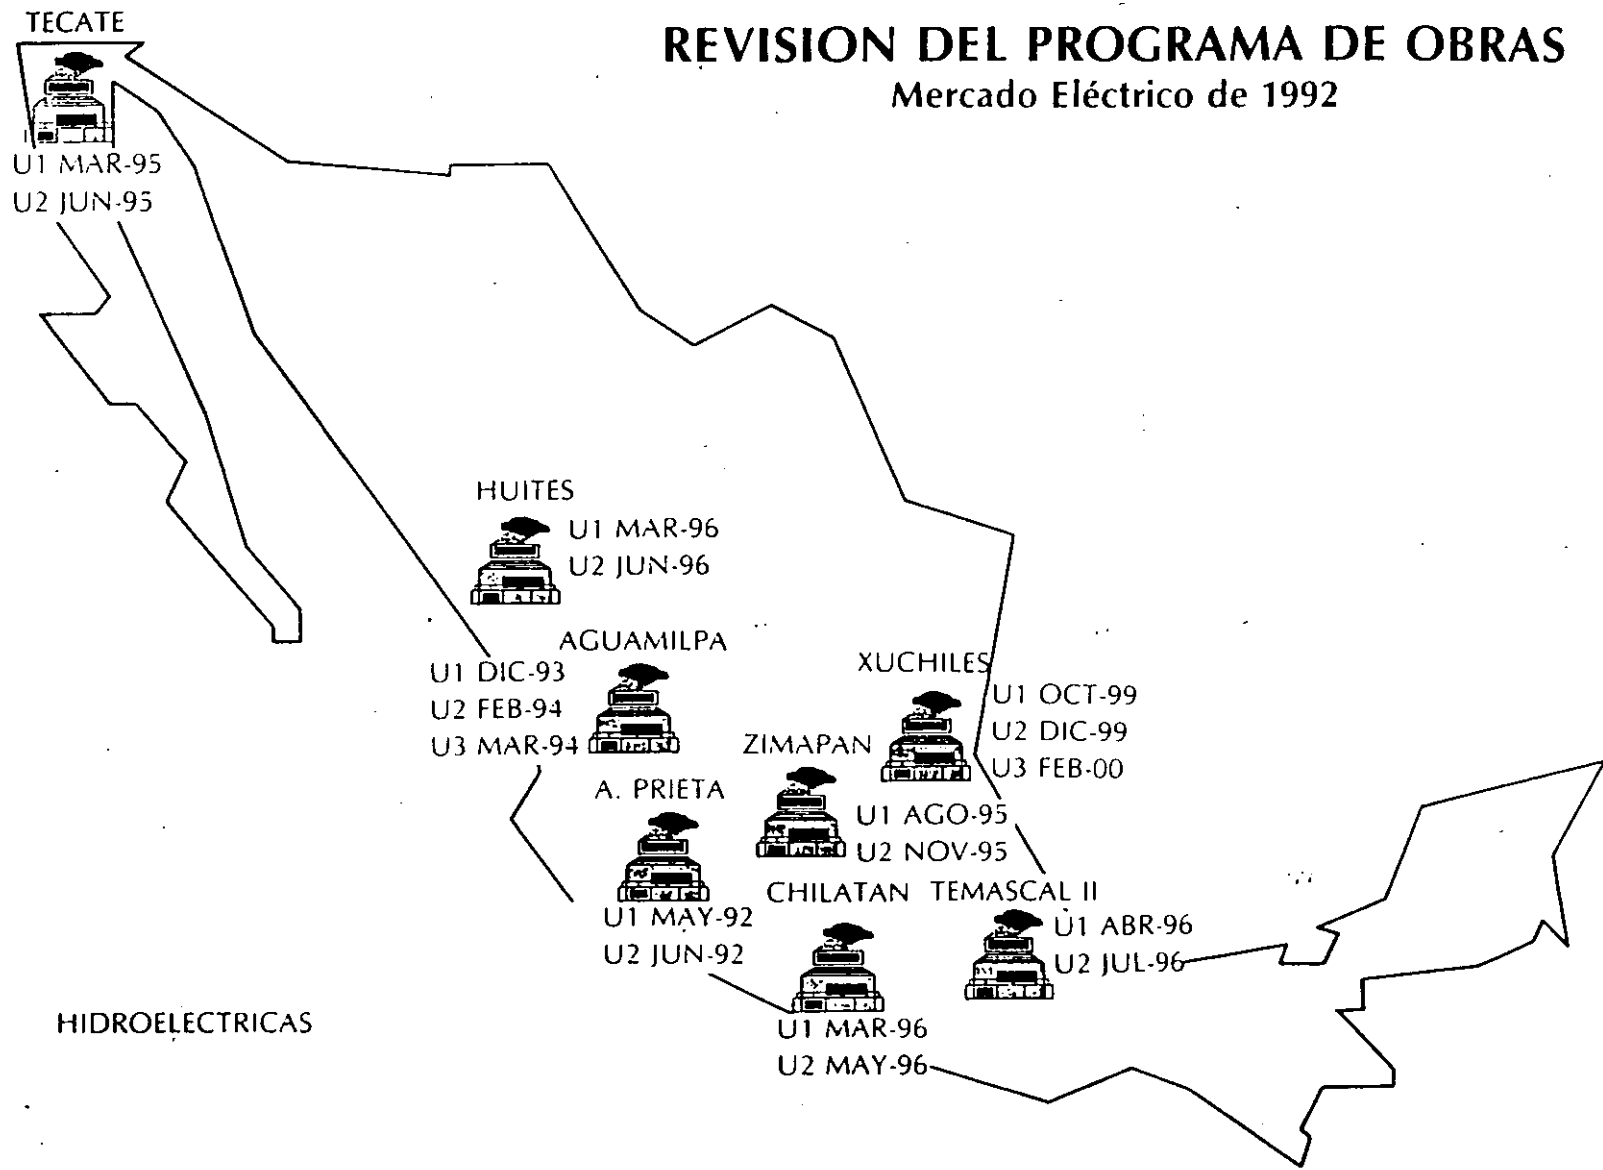 TECATE
REVISION DEL PROGRAMA DE OBRAS
Mercado Eléctrico de 1992
U1 MAR-95
U2 JUN-95
HUITES
U1 MAR-96
U2 JUN-96
AGUAMILPA
U1 DIC-93
U2 FEB-94
U3 MAR-94
XUCHILES
U1 OCT-99
U2 DIC-99
U3 FEB-00
ZIMAPAN
U1 AGO-95
U2 NOV-95
A. PRIETA
U1 MAY-92
U2 JUN-92
CHILATAN
U1 MAR-96
U2 MAY-96
TEMASCAL II
U1 ABR-96
U2 JUL-96
HIDROELECTRICAS